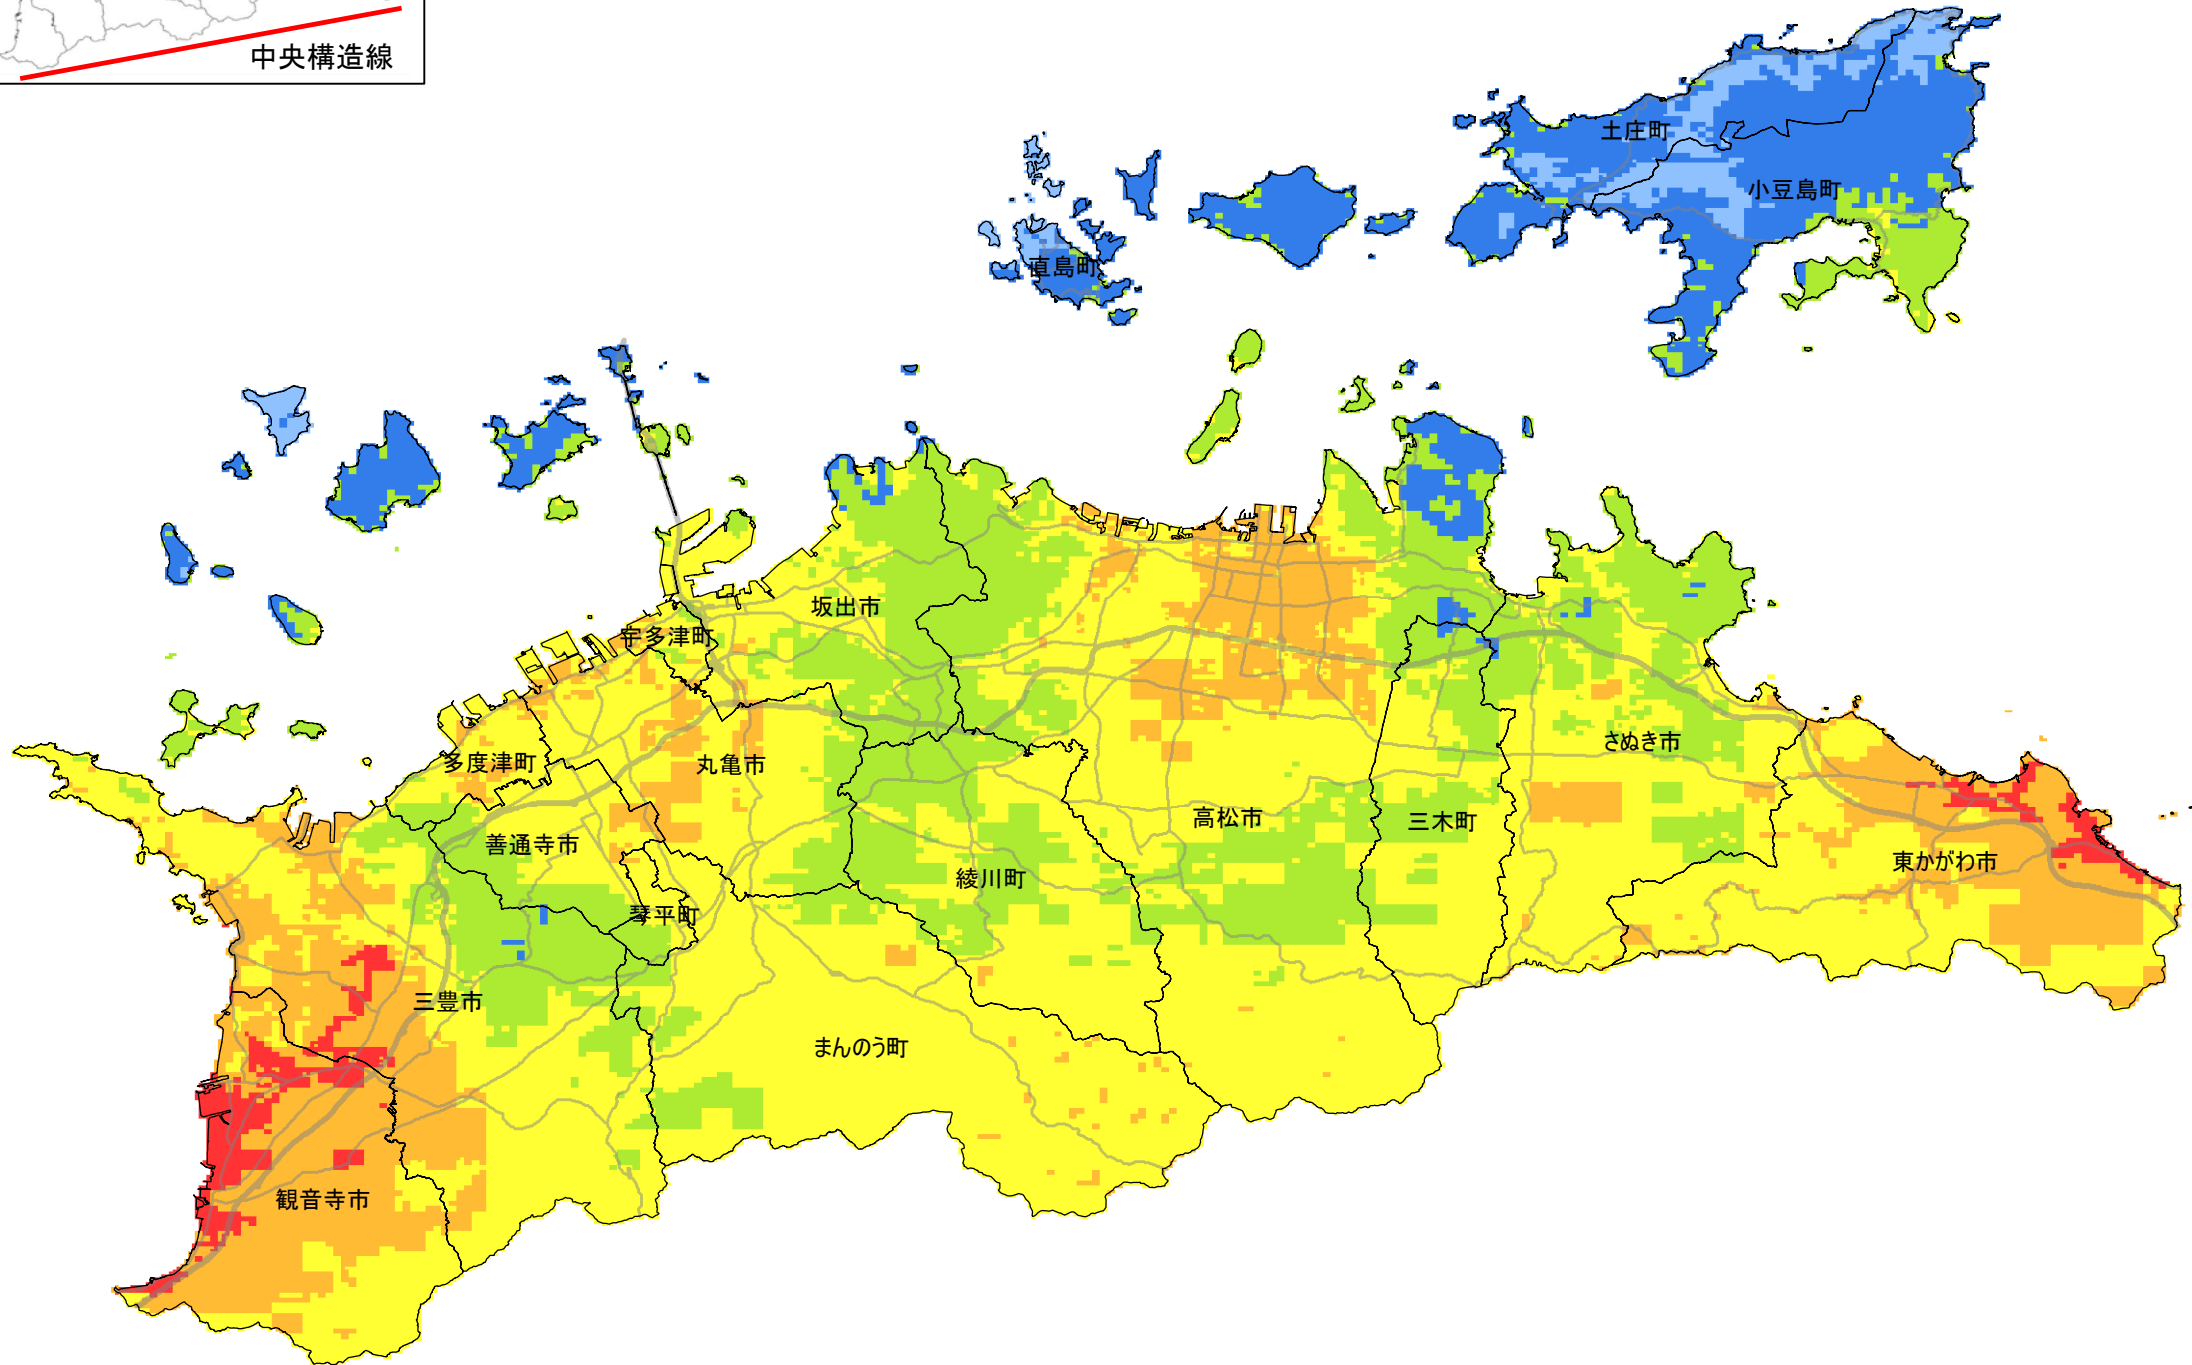 中央構造線
土庄町
小豆島町
直島町
坂出市
宇多津町
さぬき市
多度津町
丸亀市
高松市
三木町
善通寺市
東かがわ市
綾川町
琴平町
三豊市
まんのう町
観音寺市